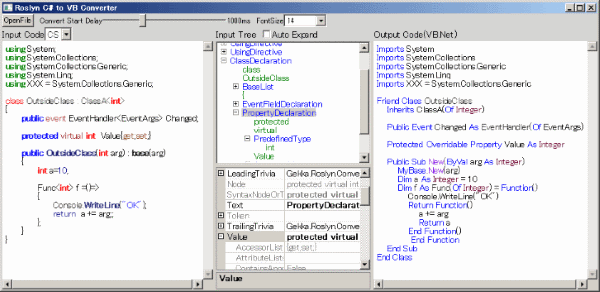 Roslyn C# to VB Converter
OpenFile Convert Start Delay 1000ms FontSize 14
Input Code CS
using System;
using System.Collections;
using System.Collections.Generic;
using System.Linq;
using XXX = System.Collections.Generic;
class OutsideClass : ClassA<int>
{
public event EventHandler<EventArgs> Changed;
protected virtual int Value{get;set;}
public OutsideClass(int arg) : base(arg)
{
int a=10;
Func<int> f =()=>
{
Console.WriteLine("OK");
return a += arg;
};
}
}
Input Tree Auto Expand
UsingDirective
UsingDirective
ClassDeclaration
class
OutsideClass
BaseList
{
EventFieldDeclaration
PropertyDeclaration
protected
virtual
PredefinedType
int
Value
LeadingTrivia Gekka.Roslyn.Conve
Node protected virtual int
SyntaxNodeOrT protected virtual
Text PropertyDeclarat
Token
TrailingTrivia Gekka.Roslyn.Conve
Value protected virtual
AccessorList {get;set;}
AttributeList
ContainsAnno False
Value
Output Code(VB.Net)
Imports System
Imports System.Collections
Imports System.Collections.Generic
Imports System.Linq
Imports XXX = System.Collections.Generic
Friend Class OutsideClass
Inherits ClassA(Of Integer)
Public Event Changed As EventHandler(Of EventArgs)
Protected Overridable Property Value As Integer
Public Sub New(ByVal arg As Integer)
MyBase.New(arg)
Dim a As Integer = 10
Dim f As Func(Of Integer) = Function()
Console.WriteLine("OK")
Return Function()
a += arg
Return a
End Function()
End Function
End Sub
End Class